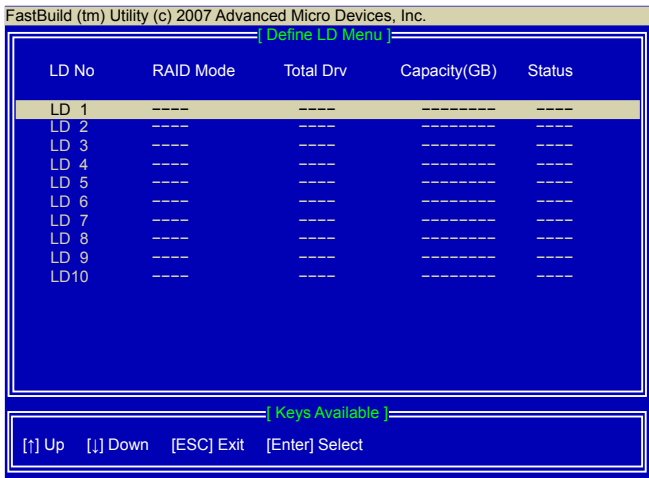 FastBuild (tm) Utility (c) 2007 Advanced Micro Devices, Inc.
[ Define LD Menu ]
LD No RAID Mode Total Drv Capacity(GB) Status
LD 1 ---- ---- -------- ----
LD 2 ---- ---- -------- ----
LD 3 ---- ---- -------- ----
LD 4 ---- ---- -------- ----
LD 5 ---- ---- -------- ----
LD 6 ---- ---- -------- ----
LD 7 ---- ---- -------- ----
LD 8 ---- ---- -------- ----
LD 9 ---- ---- -------- ----
LD10 ---- ---- -------- ----
[ Keys Available ]
[↑] Up [↓] Down [ESC] Exit [Enter] Select